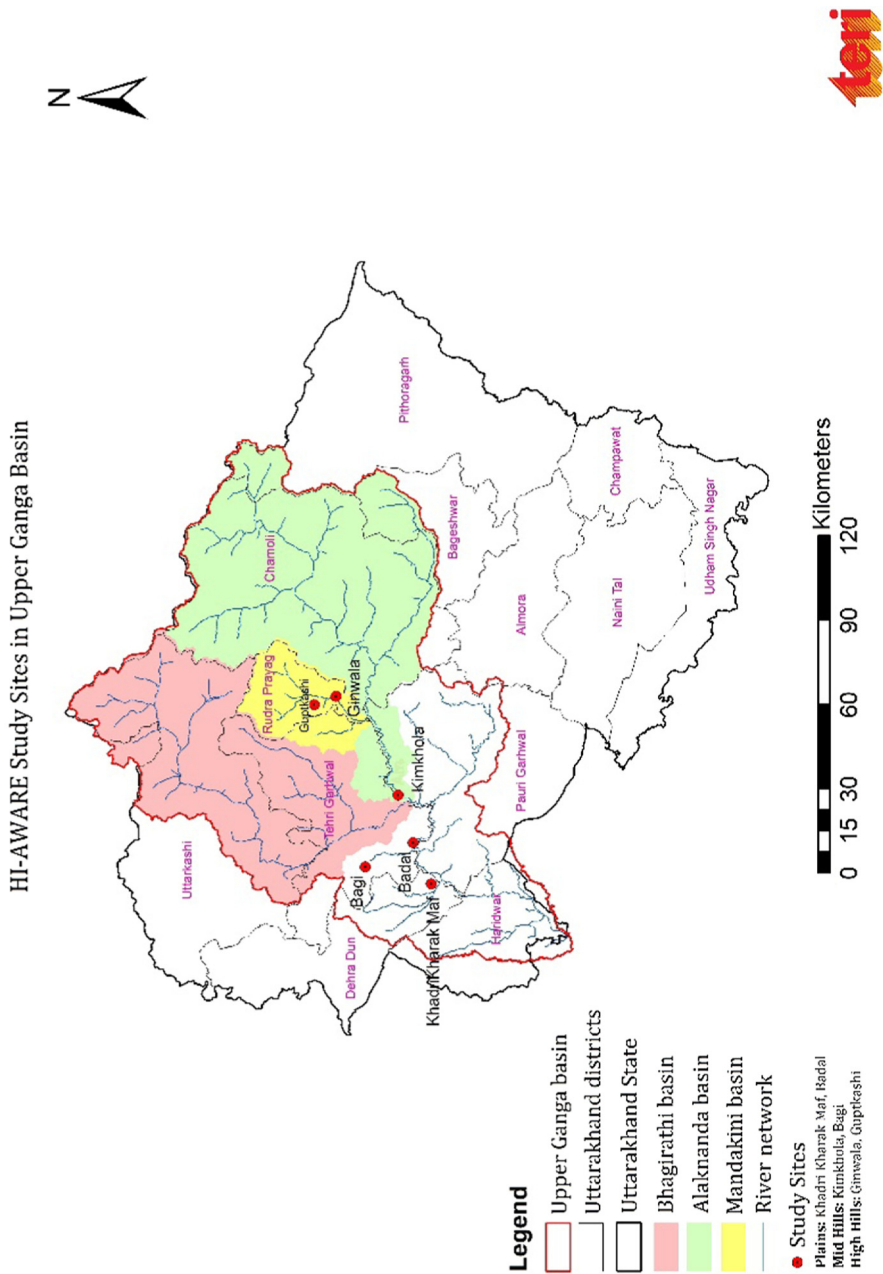 HI-AWARE Study Sites in Upper Ganga Basin
N
teri
Uttarkashi
Dehra Dun
Tehri Garhwal
Rudra Prayag
Guptkashi
Ginwala
Chamoli
Kimkhola
Bagi
Badal
Khadri Kharak Maf
Haridwar
Pauri Garhwal
Pithoragarh
Bageshwar
Almora
Champawat
Naini Tal
Udham Singh Nagar
Legend
Upper Ganga basin
Uttarakhand districts
Uttarakhand State
Bhagirathi basin
Alaknanda basin
Mandakini basin
River network
Study Sites
Plains: Khadri Kharak Maf, Badal
Mid Hills: Kimkhola, Bagi
High Hills: Ginwala, Guptkashi
0 15 30 60 90 120
Kilometers